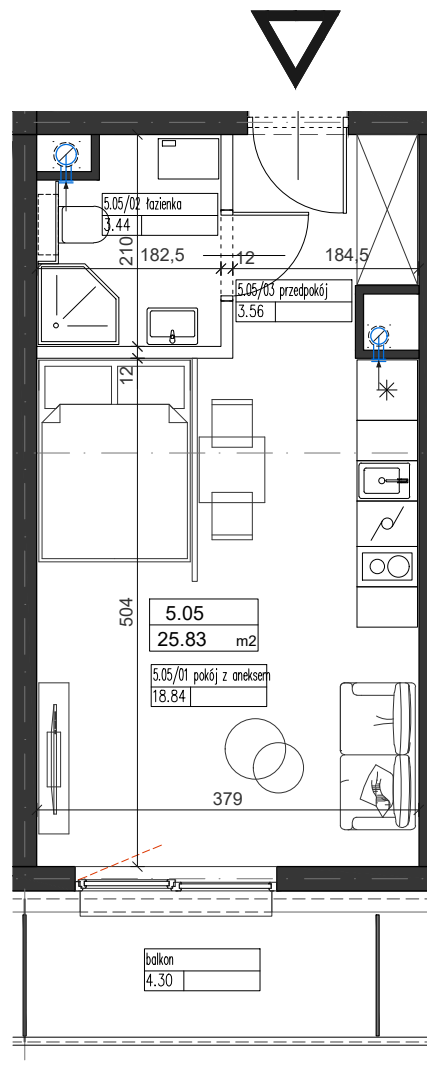 5.05/02 łazienka
3.44
210
182,5
12
184,5
5.05/03 przedpokój
3.56
12
504
5.05
25.83 m2
5.05/01 pokój z aneksem
18.84
379
balkon
4.30